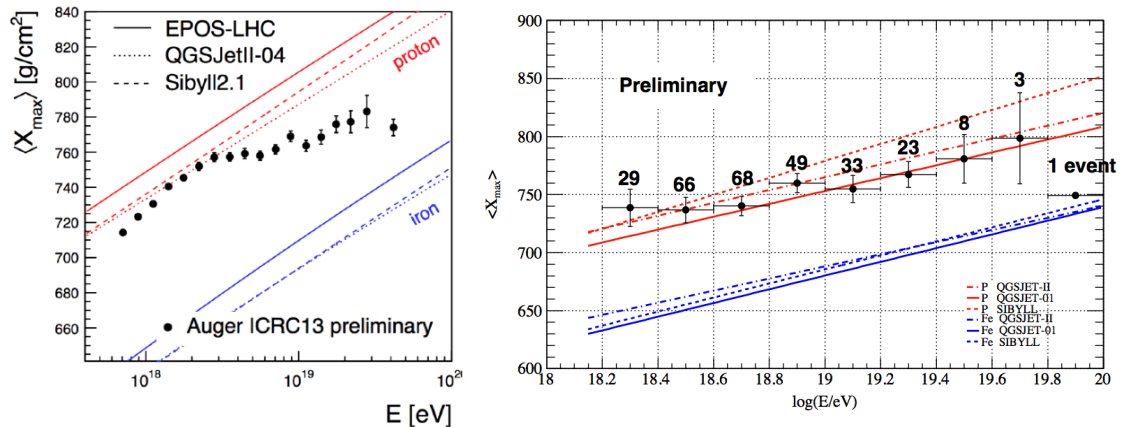 840
820
800
780
760
740
720
700
680
660
⟨X_max⟩ [g/cm²]
EPOS-LHC
QGSJetII-04
Sibyll2.1
proton
iron
Auger ICRC13 preliminary
10¹⁸
10¹⁹
10²⁰
E [eV]
900
850
800
750
700
650
600
<X_max>
Preliminary
29
66
68
49
33
23
8
3
1 event
P QGSJET-II
P QGSJET-01
P SIBYLL
Fe QGSJET-II
Fe QGSJET-01
Fe SIBYLL
18
18.2
18.4
18.6
18.8
19
19.2
19.4
19.6
19.8
20
log(E/eV)